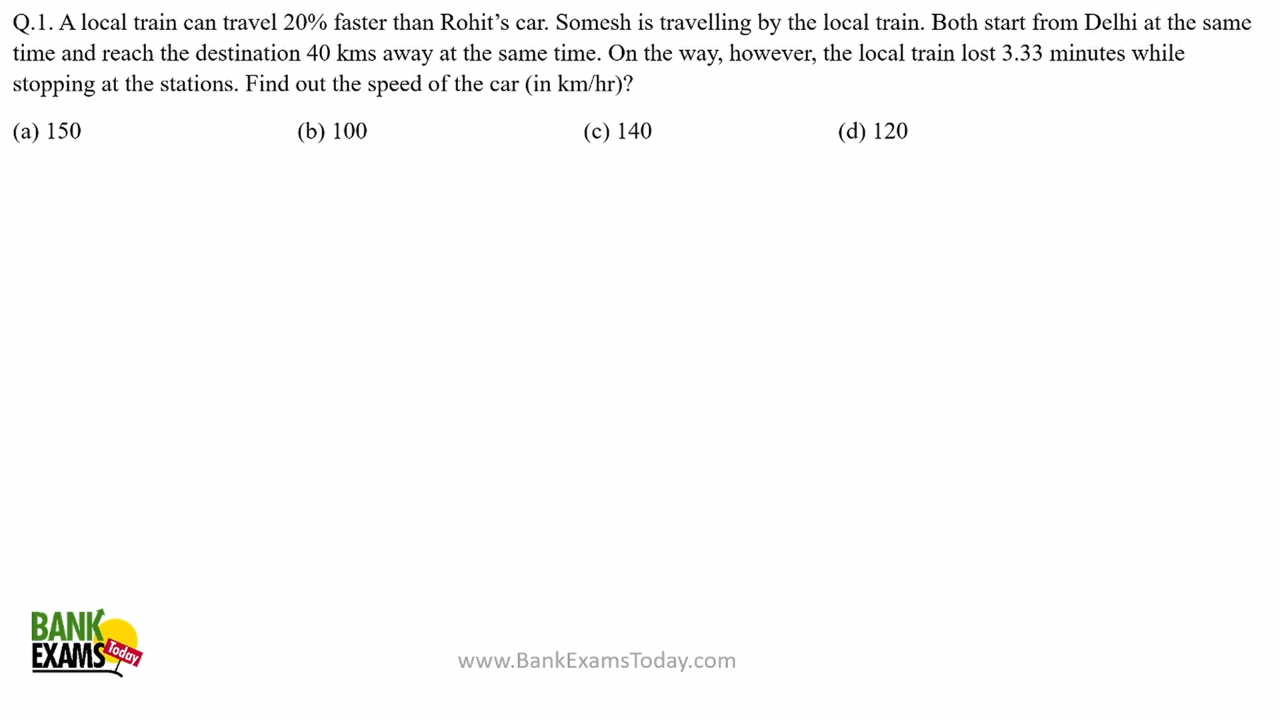 Q.1. A local train can travel 20% faster than Rohit’s car. Somesh is travelling by the local train. Both start from Delhi at the same
time and reach the destination 40 kms away at the same time. On the way, however, the local train lost 3.33 minutes while
stopping at the stations. Find out the speed of the car (in km/hr)?
(a) 150 (b) 100 (c) 140 (d) 120
BANK
EXAMS Today
www.BankExamsToday.com